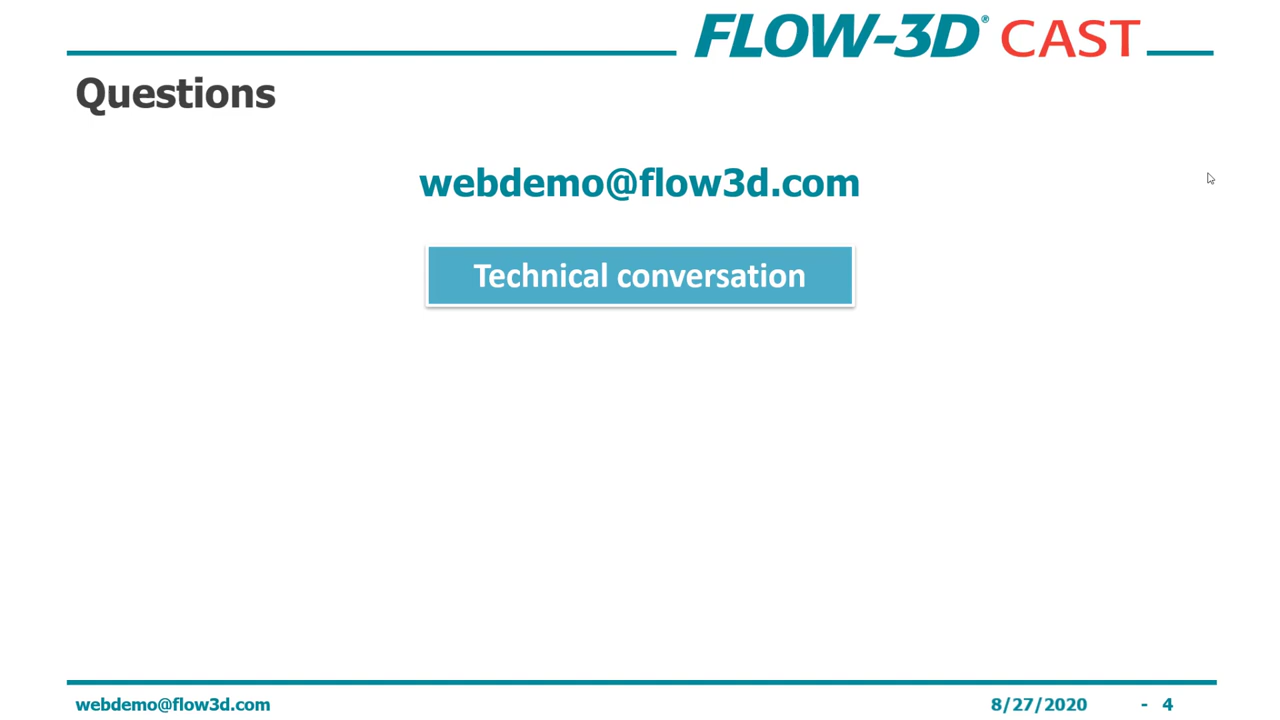 FLOW-3D® CAST
Questions
webdemo@flow3d.com
Technical conversation
webdemo@flow3d.com 8/27/2020 - 4